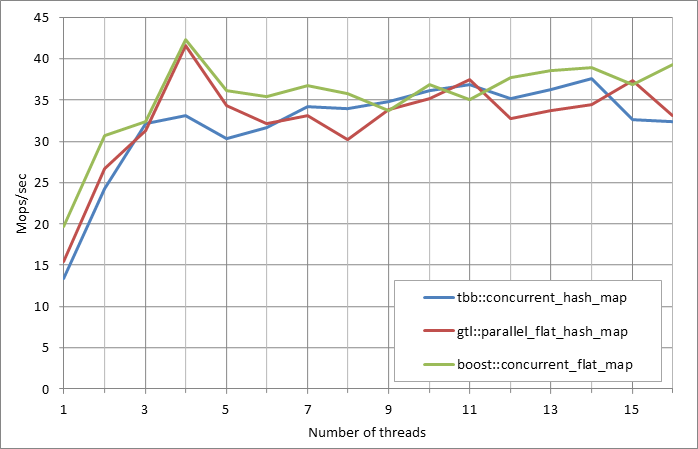 45
40
35
30
25
20
15
10
5
0
Mops/sec
tbb::concurrent_hash_map
gtl::parallel_flat_hash_map
boost::concurrent_flat_map
1 3 5 7 9 11 13 15
Number of threads